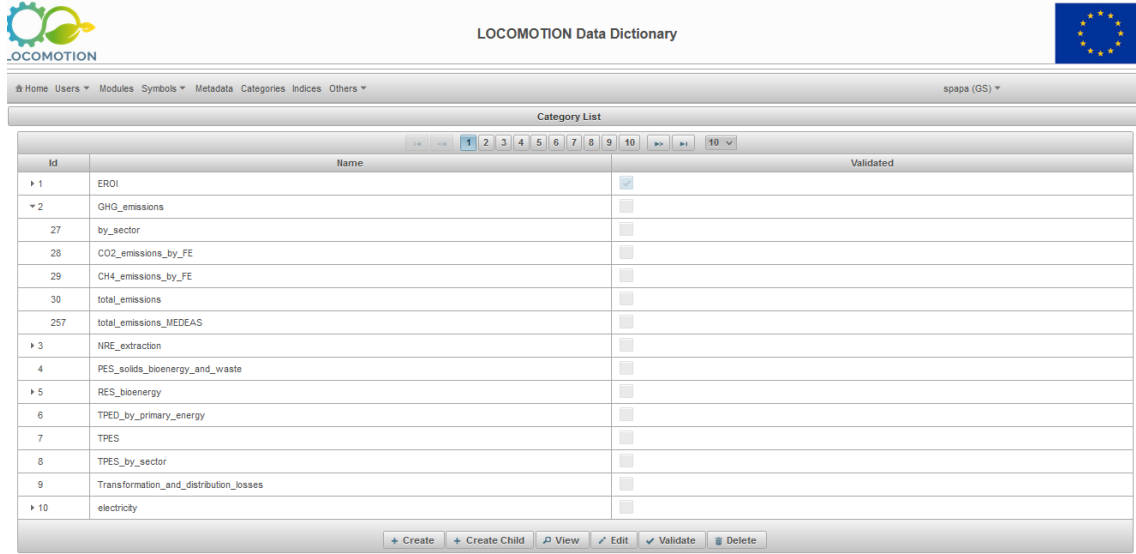 LOCOMOTION Data Dictionary
LOCOMOTION
Home Users Modules Symbols Metadata Categories Indices Others spapa (GS)
Category List
1 2 3 4 5 6 7 8 9 10 10
Id Name Validated
1 EROI
2 GHG_emissions
27 by_sector
28 CO2_emissions_by_FE
29 CH4_emissions_by_FE
30 total_emissions
257 total_emissions_MEDEAS
3 NRE_extraction
4 PES_solids_bioenergy_and_waste
5 RES_bioenergy
6 TPED_by_primary_energy
7 TPES
8 TPES_by_sector
9 Transformation_and_distribution_losses
10 electricity
+ Create + Create Child View Edit Validate Delete